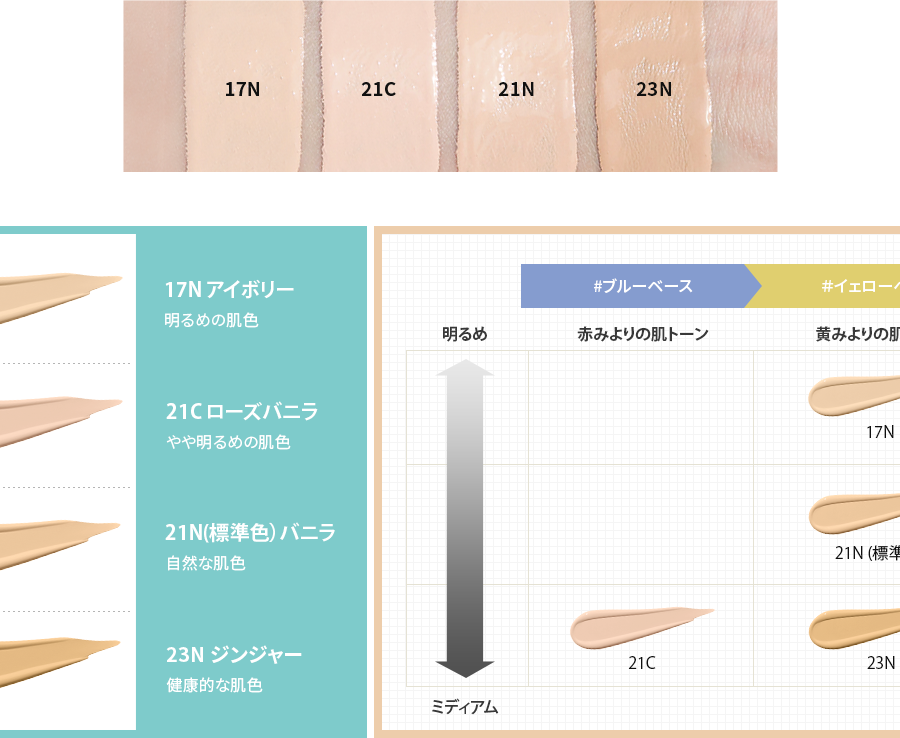 17N
21C
21N
23N
17N アイボリー
明るめの肌色
21C ローズバニラ
やや明るめの肌色
21N(標準色) バニラ
自然な肌色
23N ジンジャー
健康的な肌色
#ブルーベース
#イエロー
明るめ
赤みよりの肌トーン
黄みよりの肌
17N
21N (標準
21C
23N
ミディアム